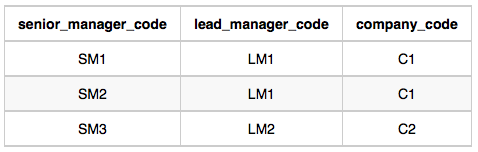 senior_manager_code lead_manager_code company_code
SM1 LM1 C1
SM2 LM1 C1
SM3 LM2 C2